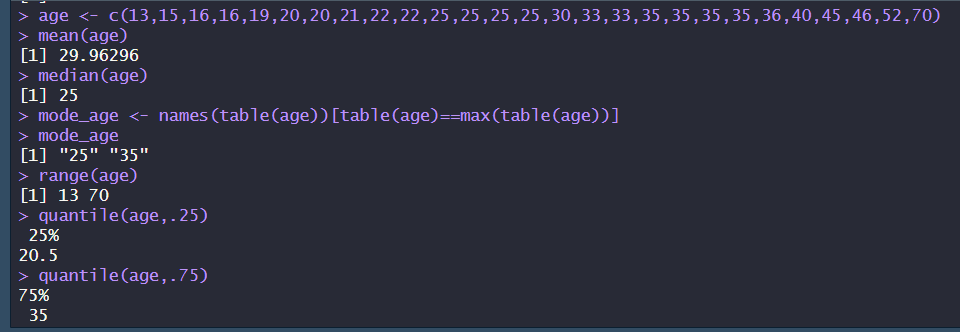 > age <- c(13,15,16,16,19,20,20,21,22,22,25,25,25,25,30,33,33,35,35,35,35,36,40,45,46,52,70)
> mean(age)
[1] 29.96296
> median(age)
[1] 25
> mode_age <- names(table(age))[table(age)==max(table(age))]
> mode_age
[1] "25" "35"
> range(age)
[1] 13 70
> quantile(age,.25)
25%
20.5
> quantile(age,.75)
75%
35